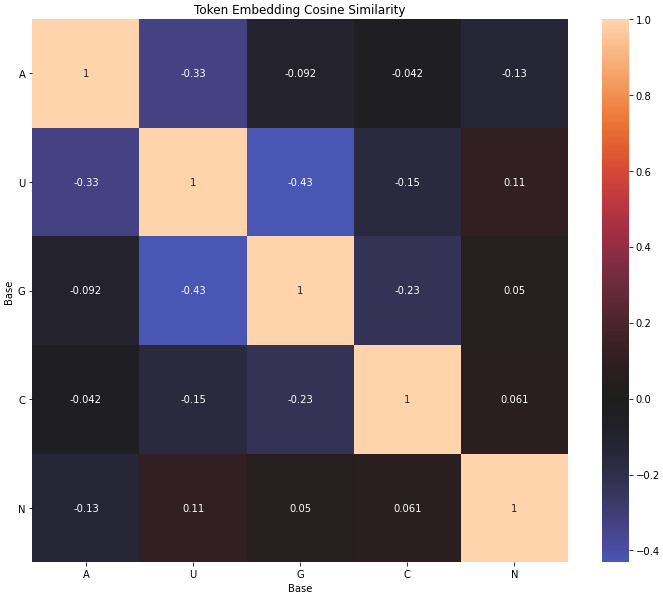 Token Embedding Cosine Similarity
A 1 -0.33 -0.092 -0.042 -0.13
U -0.33 1 -0.43 -0.15 0.11
G -0.092 -0.43 1 -0.23 0.05
C -0.042 -0.15 -0.23 1 0.061
N -0.13 0.11 0.05 0.061 1
A U G C N
Base
Base
1.0
0.8
0.6
0.4
0.2
0.0
−0.2
−0.4